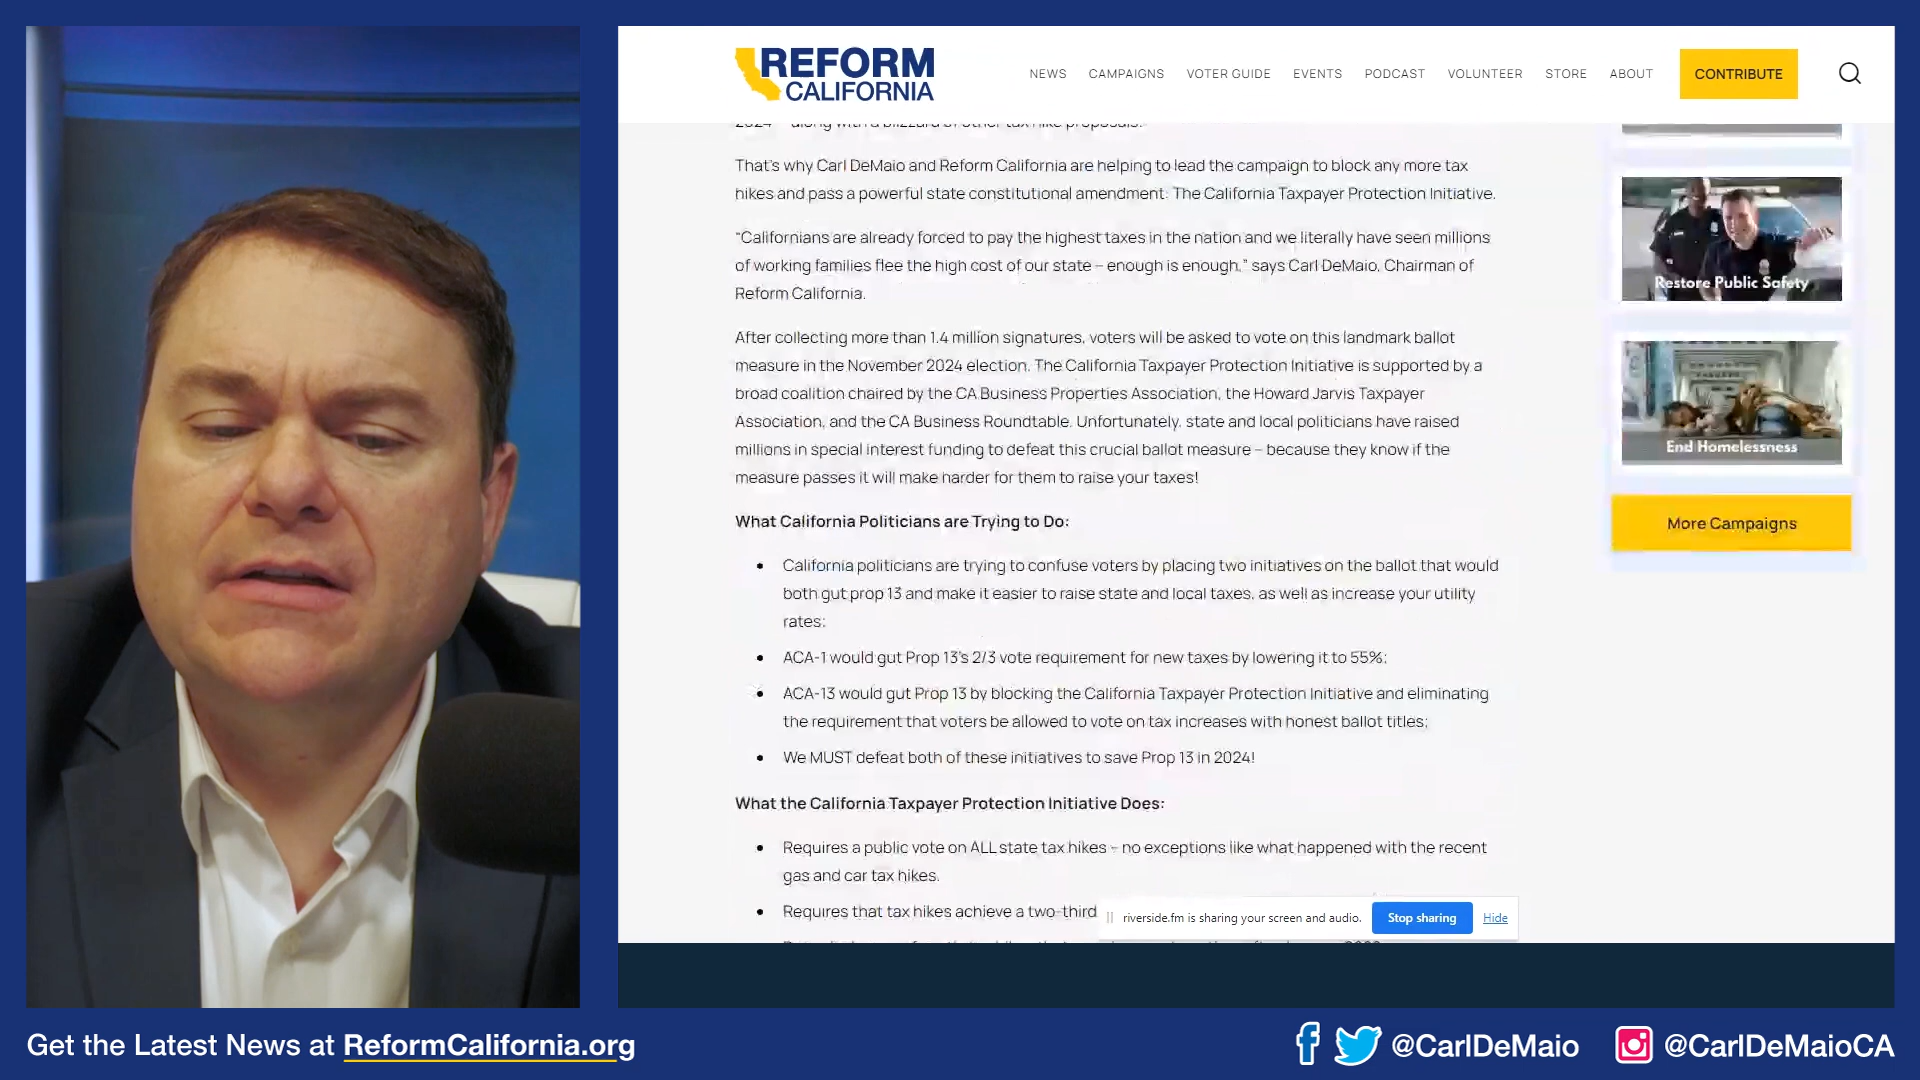 REFORM
CALIFORNIA
NEWS CAMPAIGNS VOTER GUIDE EVENTS PODCAST VOLUNTEER STORE ABOUT CONTRIBUTE
2024 – along with a blizzard of other tax hike proposals.
That's why Carl DeMaio and Reform California are helping to lead the campaign to block any more tax
hikes and pass a powerful state constitutional amendment: The California Taxpayer Protection Initiative.
"Californians are already forced to pay the highest taxes in the nation and we literally have seen millions
of working families flee the high cost of our state – enough is enough," says Carl DeMaio, Chairman of
Reform California.
After collecting more than 1.4 million signatures, voters will be asked to vote on this landmark ballot
measure in the November 2024 election. The California Taxpayer Protection Initiative is supported by a
broad coalition chaired by the CA Business Properties Association, the Howard Jarvis Taxpayer
Association, and the CA Business Roundtable. Unfortunately, state and local politicians have raised
millions in special interest funding to defeat this crucial ballot measure – because they know if the
measure passes it will make harder for them to raise your taxes!
What California Politicians are Trying to Do:
• California politicians are trying to confuse voters by placing two initiatives on the ballot that would
both gut prop 13 and make it easier to raise state and local taxes, as well as increase your utility
rates;
• ACA-1 would gut Prop 13's 2/3 vote requirement for new taxes by lowering it to 55%;
• ACA-13 would gut Prop 13 by blocking the California Taxpayer Protection Initiative and eliminating
the requirement that voters be allowed to vote on tax increases with honest ballot titles;
• We MUST defeat both of these initiatives to save Prop 13 in 2024!
What the California Taxpayer Protection Initiative Does:
• Requires a public vote on ALL state tax hikes – no exceptions like what happened with the recent
gas and car tax hikes.
• Requres that tax hikes achieve a two-third
Restore Public Safety
End Homelessness
More Campaigns
riverside.fm is sharing your screen and audio. Stop sharing Hide
Get the Latest News at ReformCalifornia.org
@CarlDeMaio
@CarlDeMaioCA